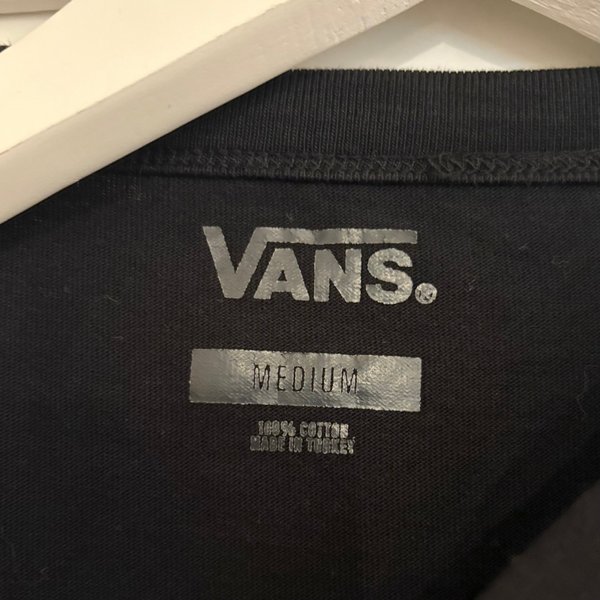 VANS®
MEDIUM
100% COTTON
MADE IN TURKEY